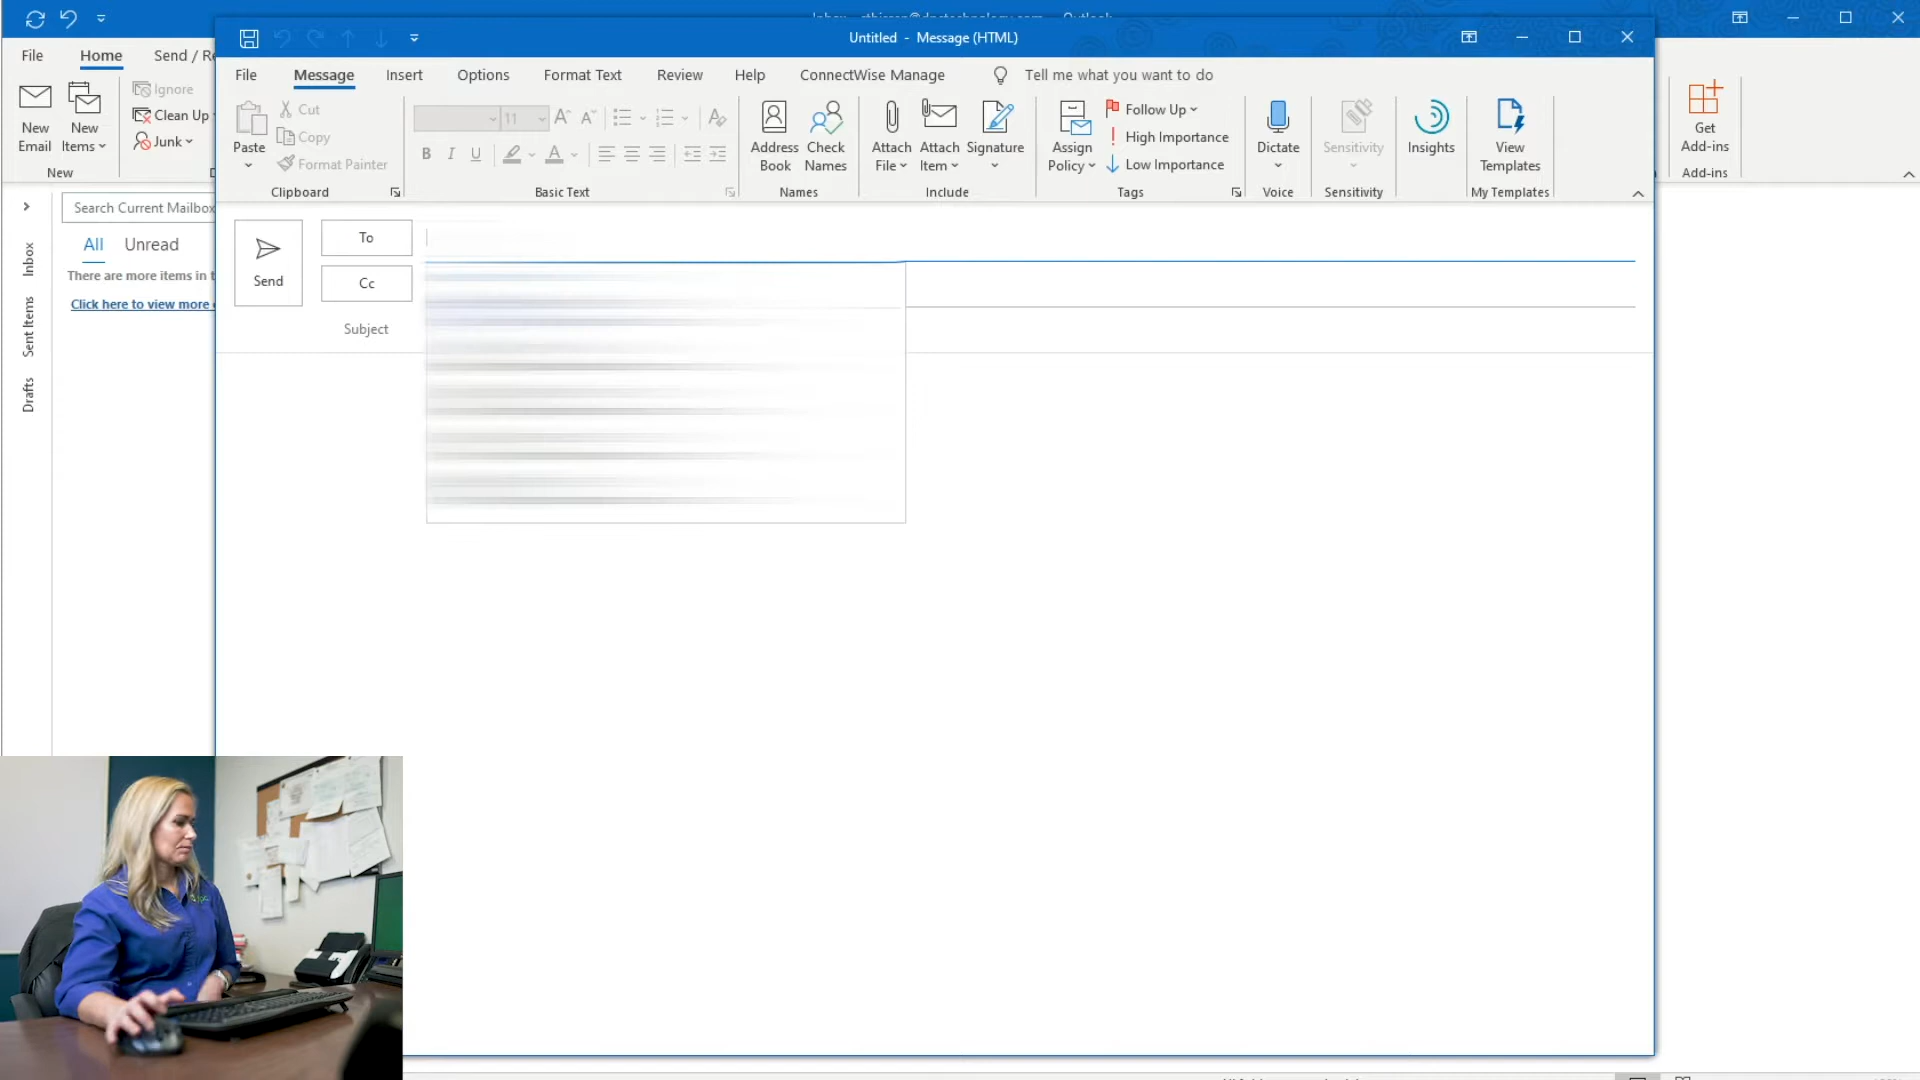 Untitled - Message (HTML)
File Home Send / Re
File Message Insert Options Format Text Review Help ConnectWise Manage Tell me what you want to do
New Email
New Items
Ignore
Clean Up
Junk
New
Paste
Cut
Copy
Format Painter
Clipboard
11
B I U
Basic Text
Address Book
Check Names
Names
Attach File
Attach Item
Signature
Include
Assign Policy
Follow Up
High Importance
Low Importance
Tags
Dictate
Voice
Sensitivity
Sensitivity
Insights
View Templates
My Templates
Get Add-ins
Add-ins
Search Current Mailbox
All Unread
There are more items in t
Click here to view more
Inbox
Sent Items
Drafts
Send
To
Cc
Subject